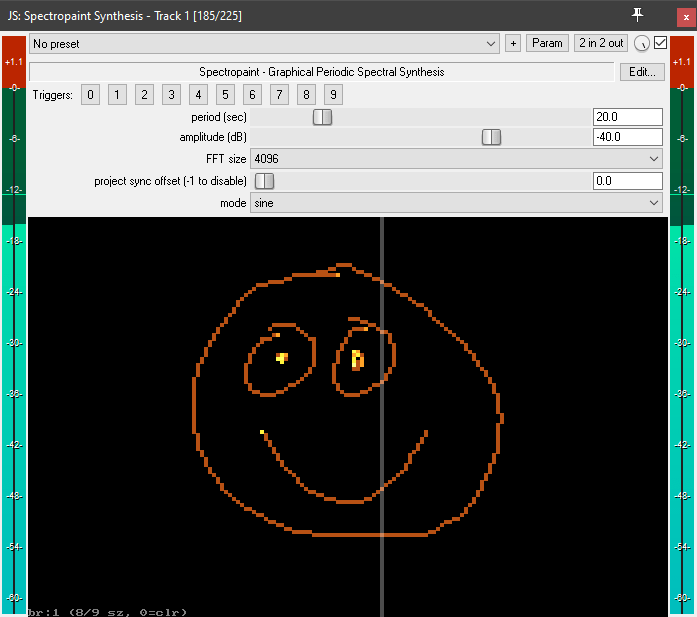 JS: Spectropaint Synthesis - Track 1 [185/225]
No preset
+
Param
2 in 2 out
+1.1
+1.1
Spectropaint - Graphical Periodic Spectral Synthesis
Edit...
-0-
-0-
Triggers: 0 1 2 3 4 5 6 7 8 9
period (sec) 20.0
amplitude (dB) -40.0
-6-
-6-
FFT size 4096
project sync offset (-1 to disable) 0.0
-12-
-12-
mode sine
-18-
-18-
-24-
-24-
-30-
-30-
-36-
-36-
-42-
-42-
-48-
-48-
-54-
-54-
-60-
-60-
br:1 (8/9 sz, 0=clr)